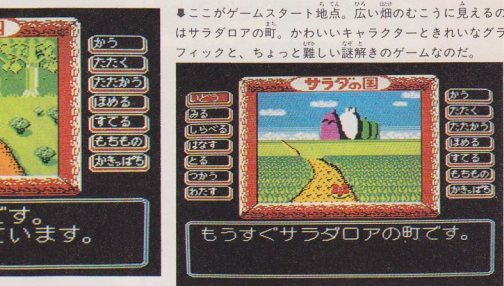 かう
たたく
たたかう
ほめる
すてる
もちもの
かきっぱち
です。
ています。
⬇ここがゲームスタート地点。広い畑のむこうに見えるの
はサラダロアの町。かわいいキャラクターときれいなグラ
フィックと、ちょっと難しい謎解きのゲームなのだ。
サラダの国
いどう
みる
しらべる
はなす
とる
つかう
わたす
かう
たたく
たたかう
ほめる
すてる
もちもの
かきっぱち
もうすぐサラダロアの町です。